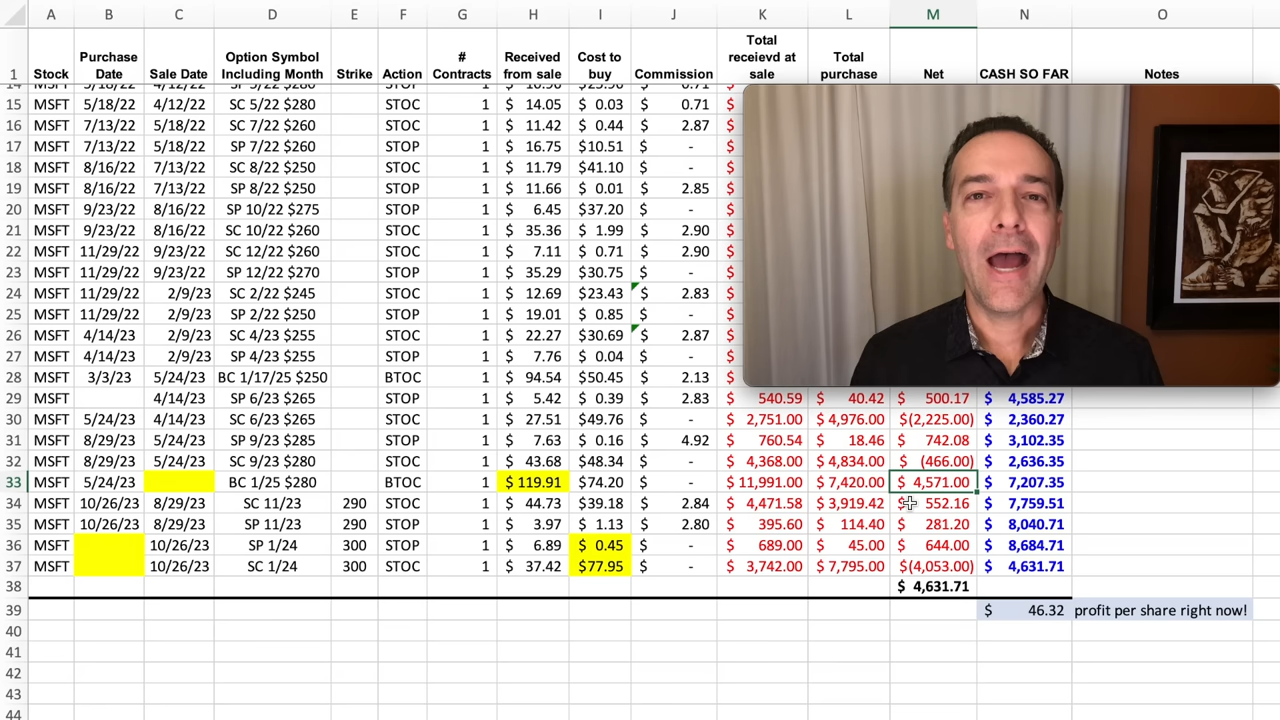 A B C D E F G H I J K L M N O
1 Stock Purchase Date Sale Date Option Symbol Including Month Strike Action # Contracts Received from sale Cost to buy Commission Total receievd at sale Total purchase Net CASH SO FAR Notes
15 MSFT 5/18/22 4/12/22 SC 5/22 $280 STOC 1 $ 14.05 $ 0.03 $ 0.71 $
16 MSFT 7/13/22 5/18/22 SC 7/22 $260 STOC 1 $ 11.42 $ 0.44 $ 2.87 $
17 MSFT 7/13/22 5/18/22 SP 7/22 $260 STOP 1 $ 16.75 $10.51 $ - $
18 MSFT 8/16/22 7/13/22 SC 8/22 $250 STOC 1 $ 11.79 $41.10 $ - $
19 MSFT 8/16/22 7/13/22 SP 8/22 $250 STOP 1 $ 11.66 $ 0.01 $ 2.85 $
20 MSFT 9/23/22 8/16/22 SP 10/22 $275 STOP 1 $ 6.45 $37.20 $ - $
21 MSFT 9/23/22 8/16/22 SC 10/22 $260 STOC 1 $ 35.36 $ 1.99 $ 2.90 $
22 MSFT 11/29/22 9/23/22 SC 12/22 $260 STOC 1 $ 7.11 $ 0.71 $ 2.90 $
23 MSFT 11/29/22 9/23/22 SP 12/22 $270 STOP 1 $ 35.29 $30.75 $ - $
24 MSFT 11/29/22 2/9/23 SC 2/22 $245 STOC 1 $ 12.69 $23.43 $ 2.83 $
25 MSFT 11/29/22 2/9/23 SP 2/22 $250 STOP 1 $ 19.01 $ 0.85 $ - $
26 MSFT 4/14/23 2/9/23 SC 4/23 $255 STOC 1 $ 22.27 $30.69 $ 2.87 $
27 MSFT 4/14/23 2/9/23 SP 4/23 $255 STOP 1 $ 7.76 $ 0.04 $ - $
28 MSFT 3/3/23 5/24/23 BC 1/17/25 $250 BTOC 1 $ 94.54 $50.45 $ 2.13 $
29 MSFT 4/14/23 SP 6/23 $265 STOP 1 $ 5.42 $ 0.39 $ 2.83 $ 540.59 $ 40.42 $ 500.17 $ 4,585.27
30 MSFT 5/24/23 4/14/23 SC 6/23 $265 STOC 1 $ 27.51 $49.76 $ - $ 2,751.00 $ 4,976.00 $(2,225.00) $ 2,360.27
31 MSFT 8/29/23 5/24/23 SP 9/23 $285 STOP 1 $ 7.63 $ 0.16 $ 4.92 $ 760.54 $ 18.46 $ 742.08 $ 3,102.35
32 MSFT 8/29/23 5/24/23 SC 9/23 $280 STOC 1 $ 43.68 $48.34 $ - $ 4,368.00 $ 4,834.00 $ (466.00) $ 2,636.35
33 MSFT 5/24/23 BC 1/25 $280 BTOC 1 $ 119.91 $74.20 $ - $ 11,991.00 $ 7,420.00 $ 4,571.00 $ 7,207.35
34 MSFT 10/26/23 8/29/23 SC 11/23 290 STOC 1 $ 44.73 $39.18 $ 2.84 $ 4,471.58 $ 3,919.42 $ 552.16 $ 7,759.51
35 MSFT 10/26/23 8/29/23 SP 11/23 290 STOP 1 $ 3.97 $ 1.13 $ 2.80 $ 395.60 $ 114.40 $ 281.20 $ 8,040.71
36 MSFT 10/26/23 SP 1/24 300 STOP 1 $ 6.89 $ 0.45 $ - $ 689.00 $ 45.00 $ 644.00 $ 8,684.71
37 MSFT 10/26/23 SC 1/24 300 STOC 1 $ 37.42 $77.95 $ - $ 3,742.00 $ 7,795.00 $(4,053.00) $ 4,631.71
38 $ 4,631.71
39 $ 46.32 profit per share right now!
40
41
42
43
44